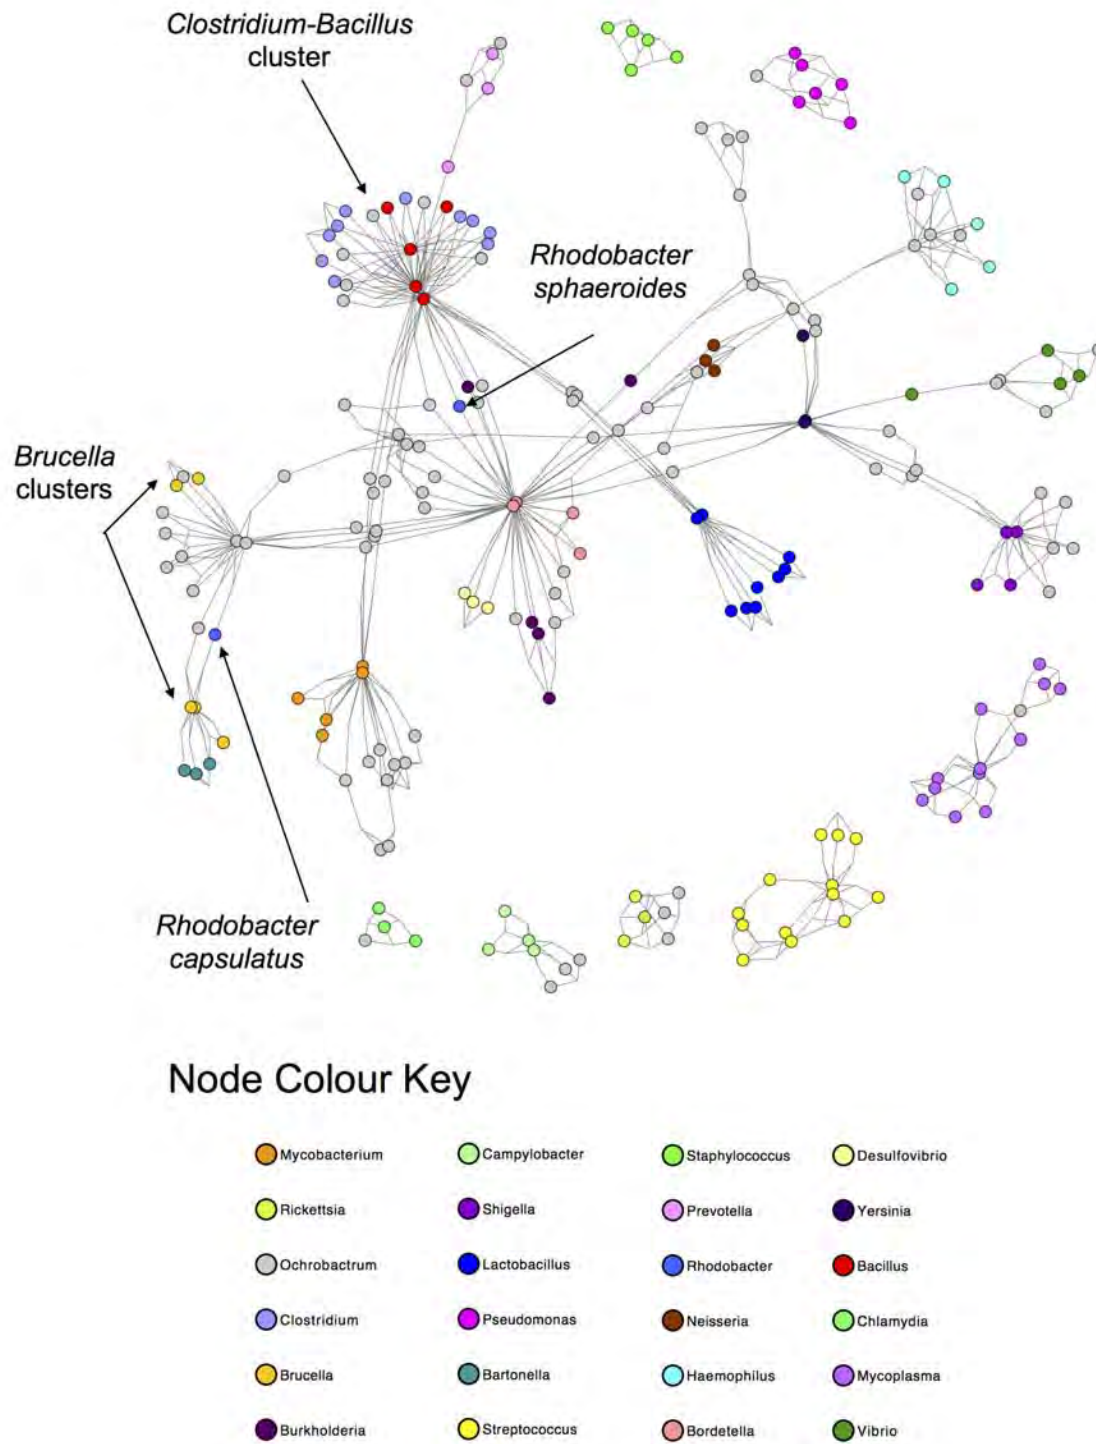 Clostridium-Bacillus
cluster
Rhodobacter
sphaeroides
Brucella
clusters
Rhodobacter
capsulatus
Node Colour Key
Mycobacterium
Campylobacter
Staphylococcus
Desulfovibrio
Rickettsia
Shigella
Prevotella
Yersinia
Ochrobactrum
Lactobacillus
Rhodobacter
Bacillus
Clostridium
Pseudomonas
Neisseria
Chlamydia
Brucella
Bartonella
Haemophilus
Mycoplasma
Burkholderia
Streptococcus
Bordetella
Vibrio